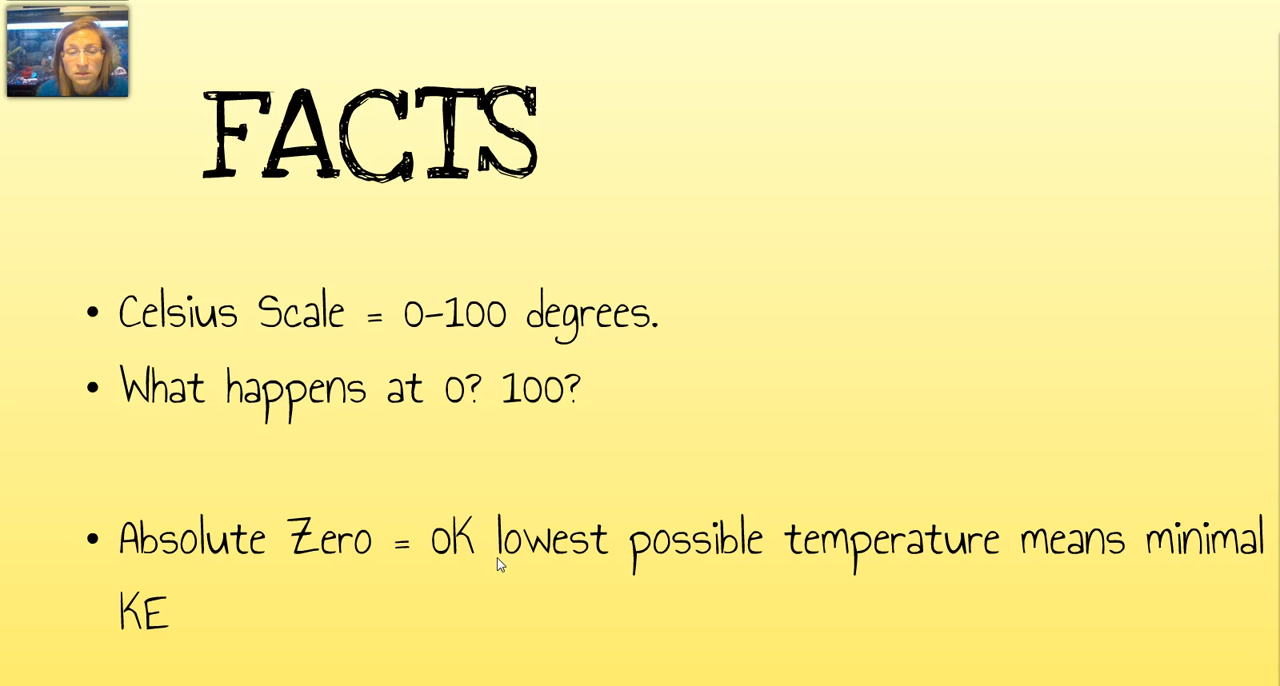 FACTS
• Celsius Scale = 0-100 degrees.
• What happens at 0? 100?
• Absolute Zero = 0K lowest possible temperature means minimal
KE